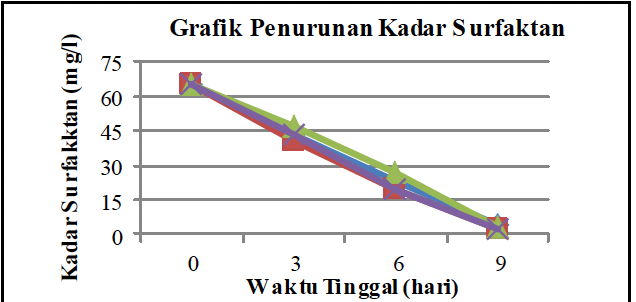 Grafik Penurunan Kadar Surfaktan
Kadar Surfakktan (mg/l)
75
60
45
30
15
0
0 3 6 9
Waktu Tinggal (hari)